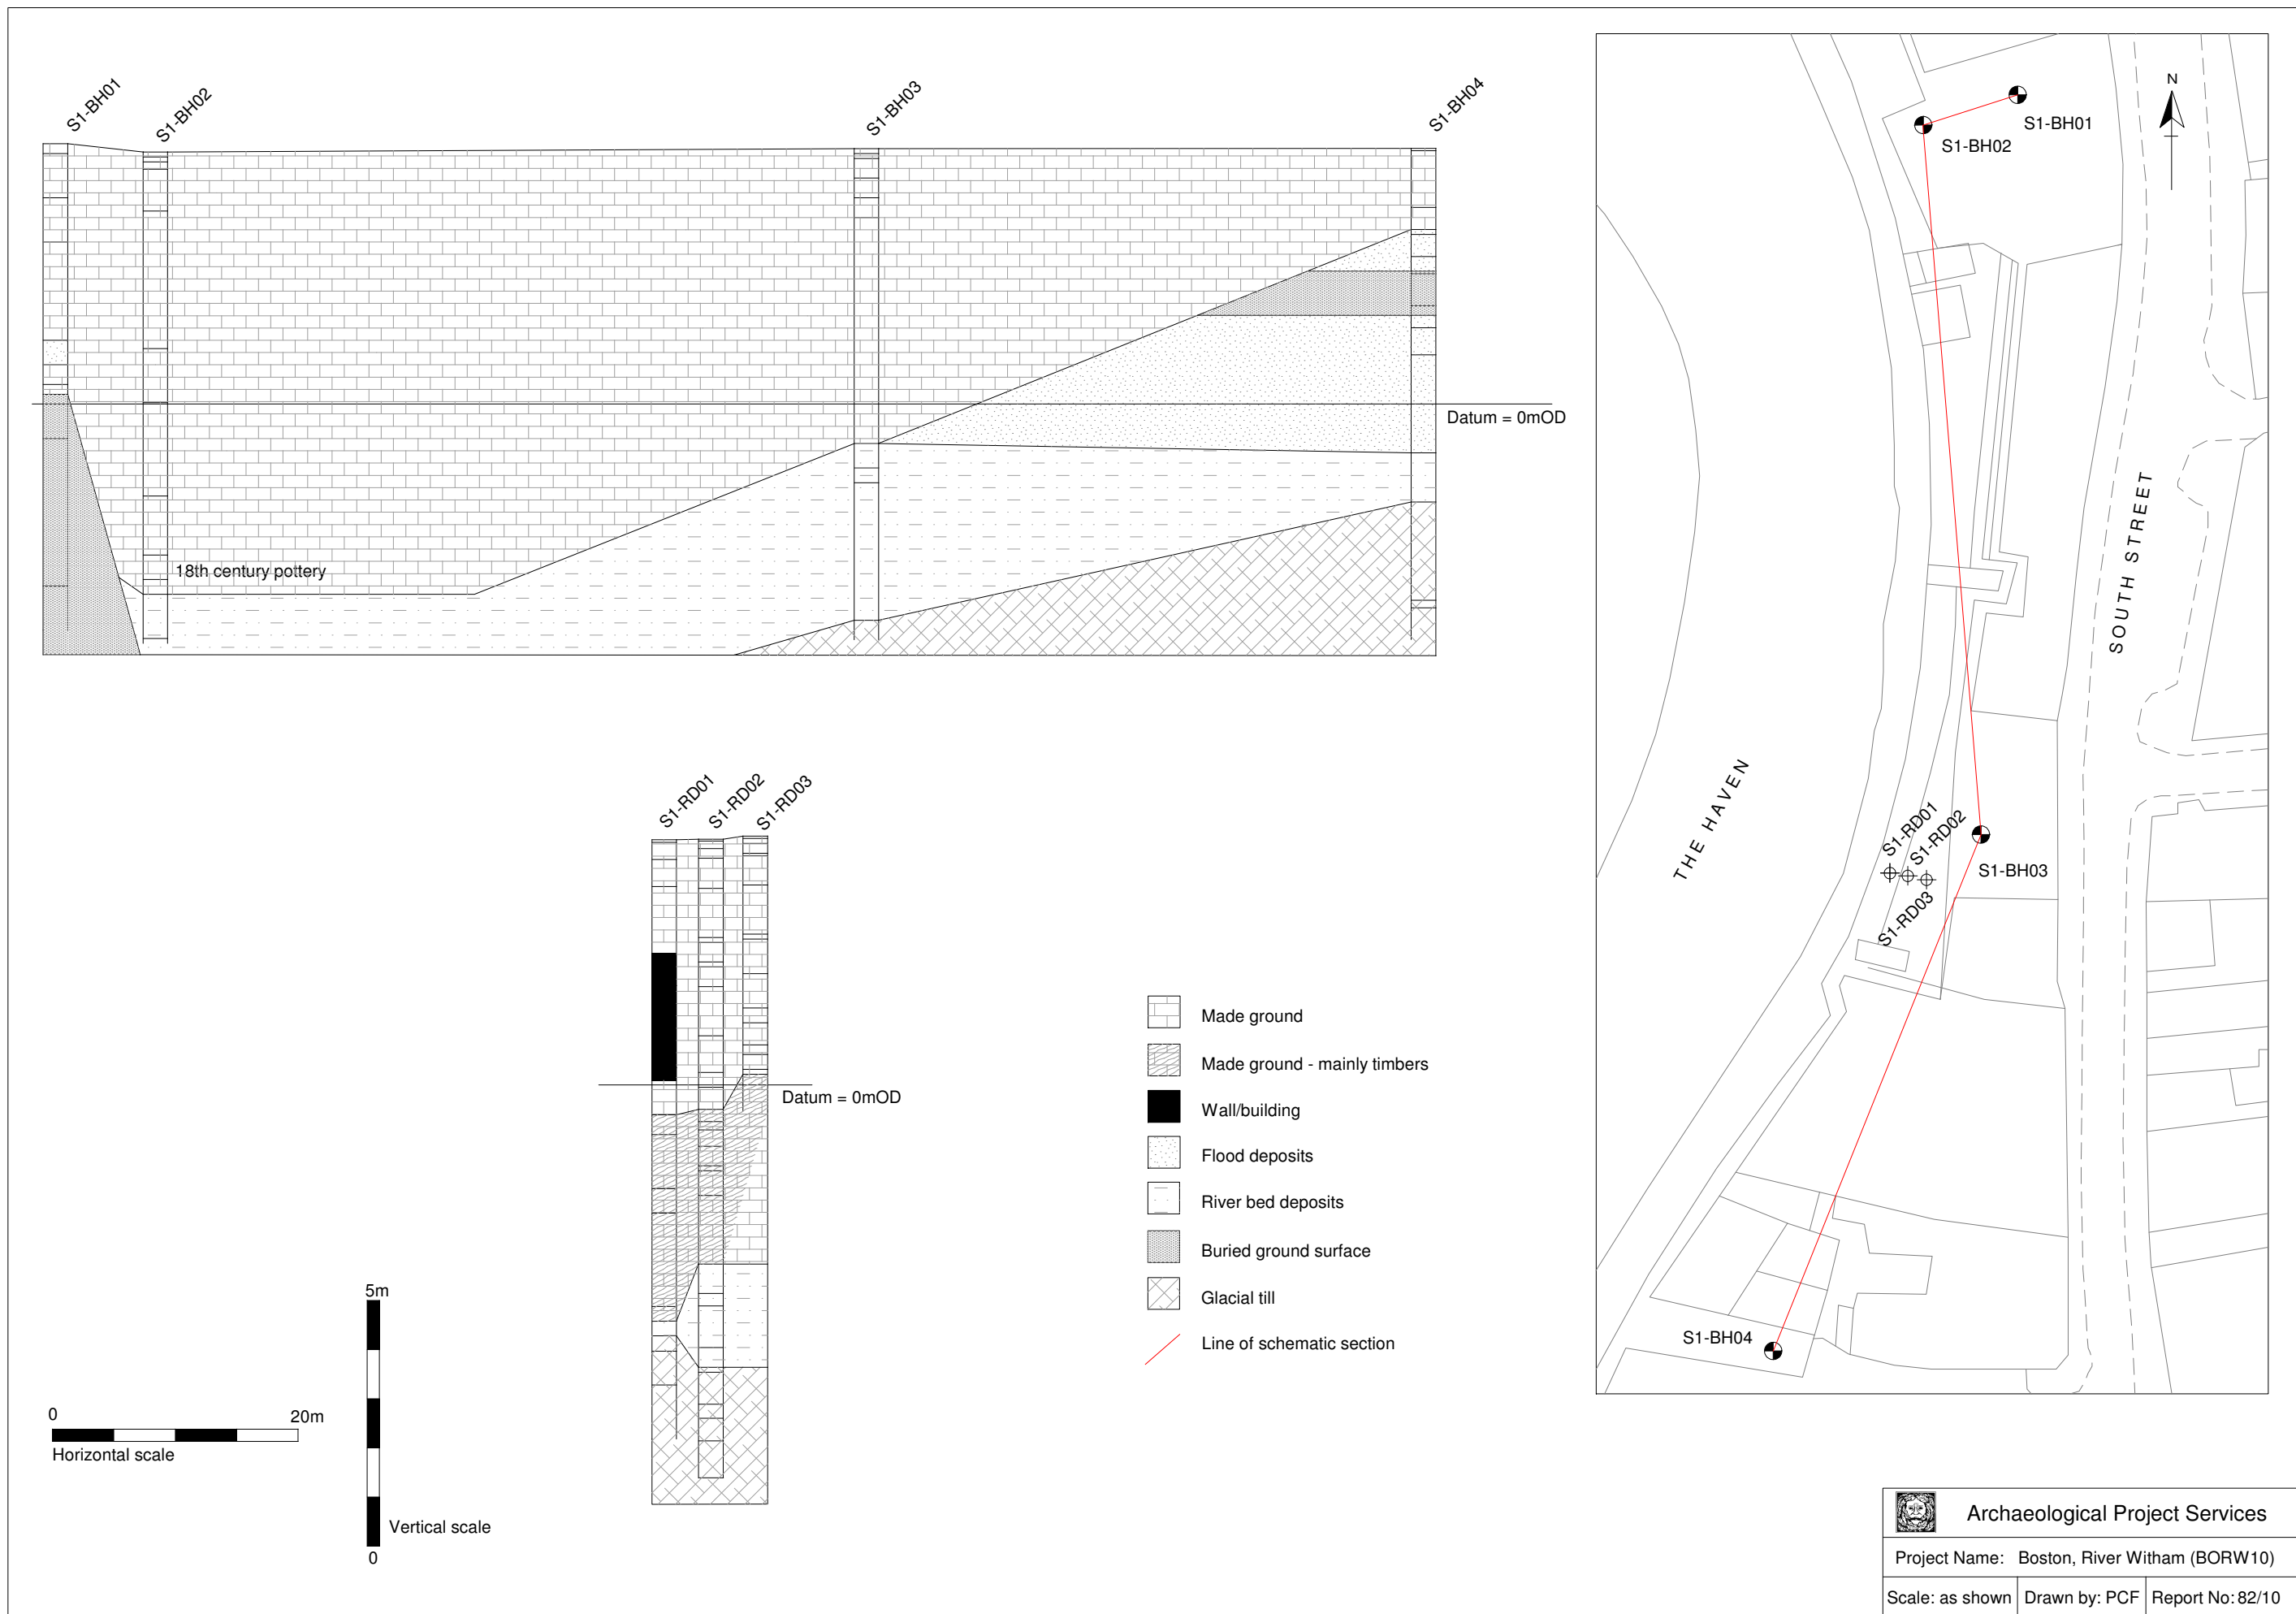 S1-BH01
S1-BH02
S1-BH03
S1-BH04
Datum = 0mOD
18th century pottery
S1-RD01
S1-RD02
S1-RD03
Datum = 0mOD
Made ground
Made ground - mainly timbers
Wall/building
Flood deposits
River bed deposits
Buried ground surface
Glacial till
Line of schematic section
0 20m
Horizontal scale
5m
Vertical scale
0
N
S1-BH01
S1-BH02
SOUTH STREET
THE HAVEN
S1-RD01
S1-RD02
S1-RD03
S1-BH03
S1-BH04
Archaeological Project Services
Project Name: Boston, River Witham (BORW10)
Scale: as shown Drawn by: PCF Report No: 82/10